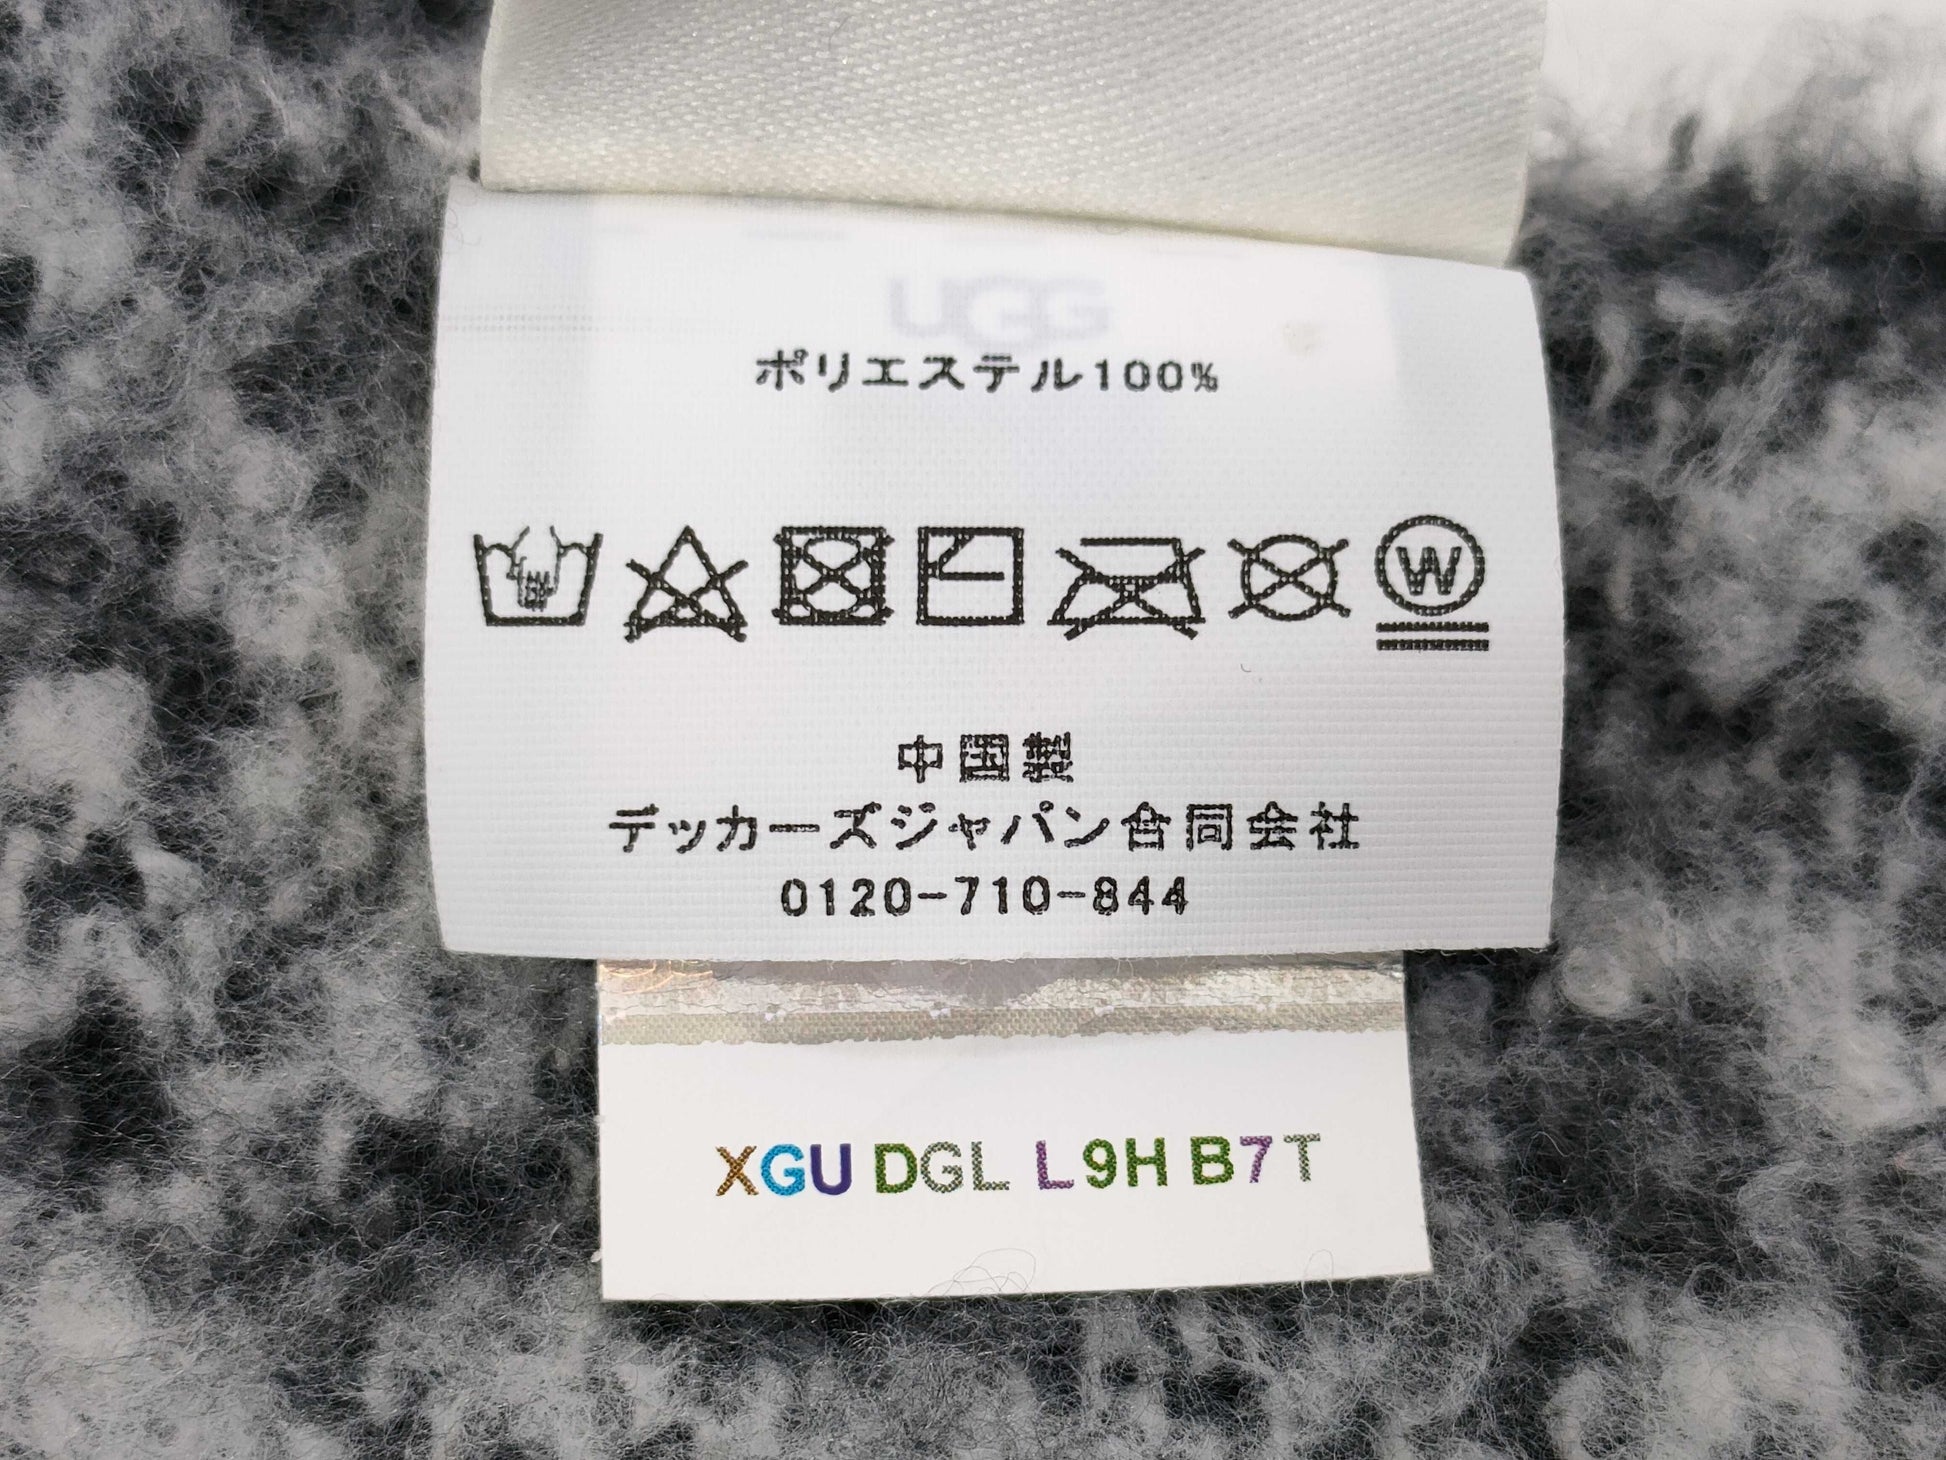 UGG
ポリエステル100%
W
中国製
デッカーズジャパン合同会社
0120-710-844
XGU DGL L9H B7T